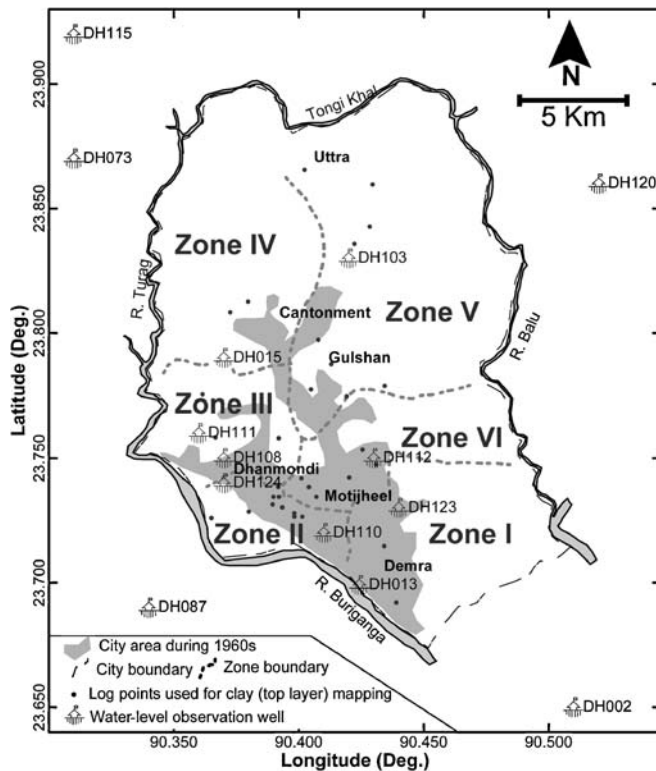 DH115
23.900
N
5 Km
Tongi Khal
DH073
Uttra
DH120
23.850
Zone IV
DH103
R. Turag
Cantonment
Zone V
23.800
Gulshan
R. Balu
DH015
Latitude (Deg.)
Zone III
DH111
Zone VI
23.750
DH108
DH112
Dhanmondi
DH124
Motijheel
DH123
Zone II
DH110
Zone I
23.700
Demra
DH013
R. Buriganga
DH087
City area during 1960s
City boundary
Zone boundary
Log points used for clay (top layer) mapping
23.650
Water-level observation well
DH002
90.350
90.400
90.450
90.500
Longitude (Deg.)